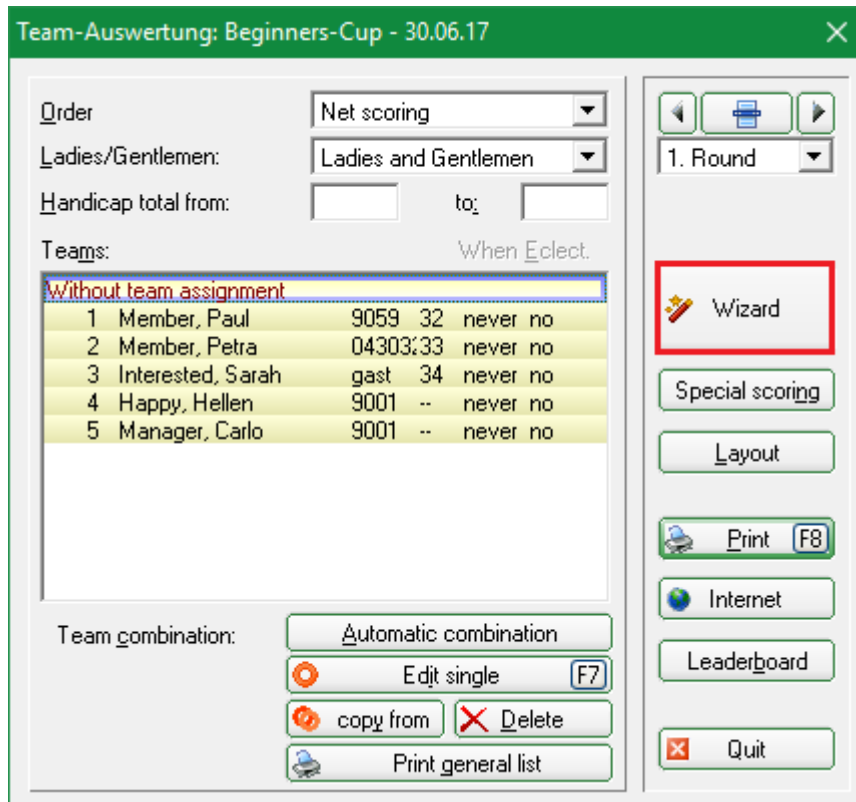 Team-Auswertung: Beginners-Cup - 30.06.17
Order
Net scoring
Ladies/Gentlemen:
Ladies and Gentlemen
Handicap total from:
to:
Teams:
When Eclect.
Without team assignment
1 Member, Paul 9059 32 never no
2 Member, Petra 04303 33 never no
3 Interested, Sarah gast 34 never no
4 Happy, Hellen 9001 -- never no
5 Manager, Carlo 9001 -- never no
Team combination:
Automatic combination
Edit single F7
copy from
Delete
Print general list
1. Round
Wizard
Special scoring
Layout
Print F8
Internet
Leaderboard
Quit